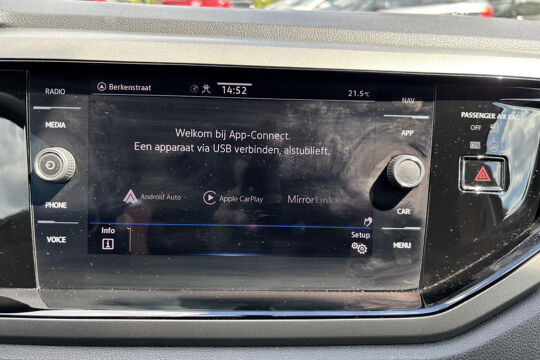 RADIO
MEDIA
PHONE
VOICE
Berkenstraat
14:52
21.5°C
Welkom bij App-Connect.
Een apparaat via USB verbinden, alstublieft.
Android Auto
Apple CarPlay
MirrorLink
Info
Setup
NAV
APP
CAR
MENU
PASSENGER AIR BAG
OFF